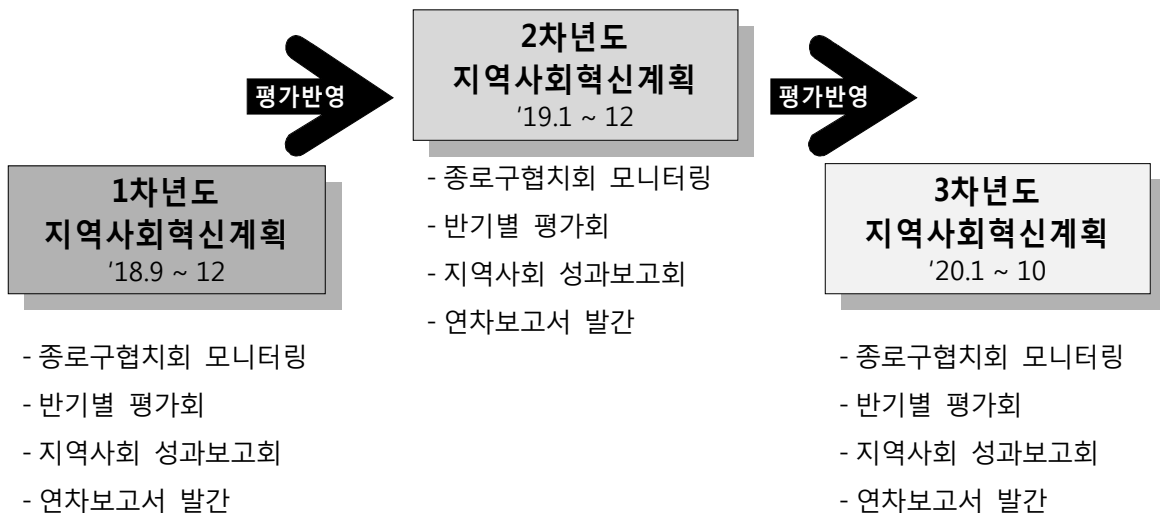 1차년도
지역사회혁신계획
'18.9 ~ 12
- 종로구협치회 모니터링
- 반기별 평가회
- 지역사회 성과보고회
- 연차보고서 발간
평가반영
2차년도
지역사회혁신계획
'19.1 ~ 12
- 종로구협치회 모니터링
- 반기별 평가회
- 지역사회 성과보고회
- 연차보고서 발간
평가반영
3차년도
지역사회혁신계획
'20.1 ~ 10
- 종로구협치회 모니터링
- 반기별 평가회
- 지역사회 성과보고회
- 연차보고서 발간